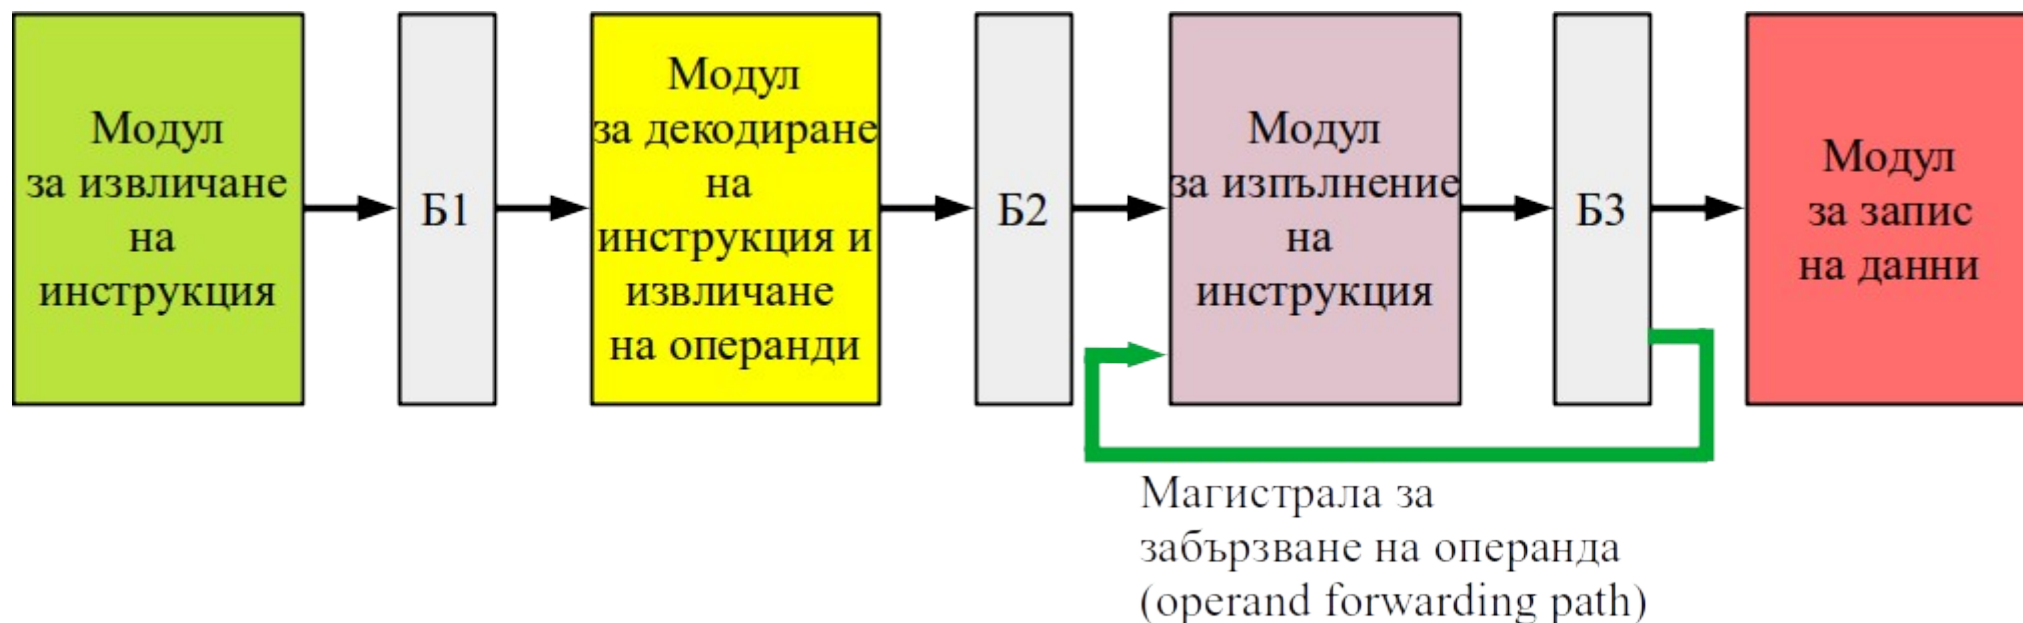 Модул
за извличане
на
инструкция
Б1
Модул
за декодиране
на
инструкция и
извличане
на операнди
Б2
Модул
за изпълнение
на
инструкция
Б3
Модул
за запис
на данни
Магистрала за
забързване на операнда
(operand forwarding path)